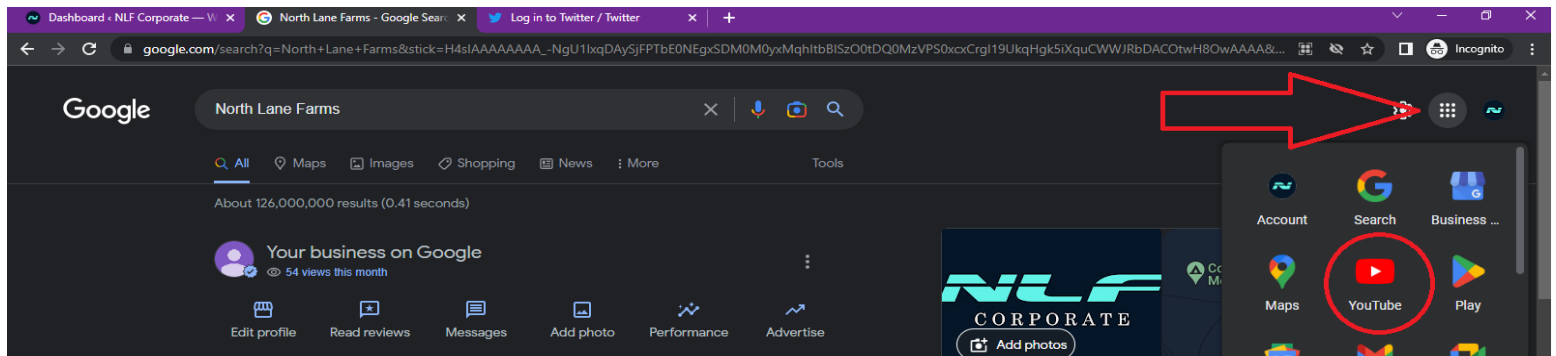 Dashboard ‹ NLF Corporate — W
North Lane Farms - Google Searc
Log in to Twitter / Twitter
google.com/search?q=North+Lane+Farms&stick=H4sIAAAAAAAA_-NgU1IxqDAySjFPTbE0NEgxSDM0M0yxMqhItbBISzO0tDQ0MzVPS0xcxCrgl19UkqHgk5iXquCWWJRbDACOtwH8OwAAAA&...
Incognito
Google
North Lane Farms
All Maps Images Shopping News More Tools
About 126,000,000 results (0.41 seconds)
Your business on Google
54 views this month
Edit profile Read reviews Messages Add photo Performance Advertise
NLF
CORPORATE
Add photos
Account Search Business ...
Maps YouTube Play